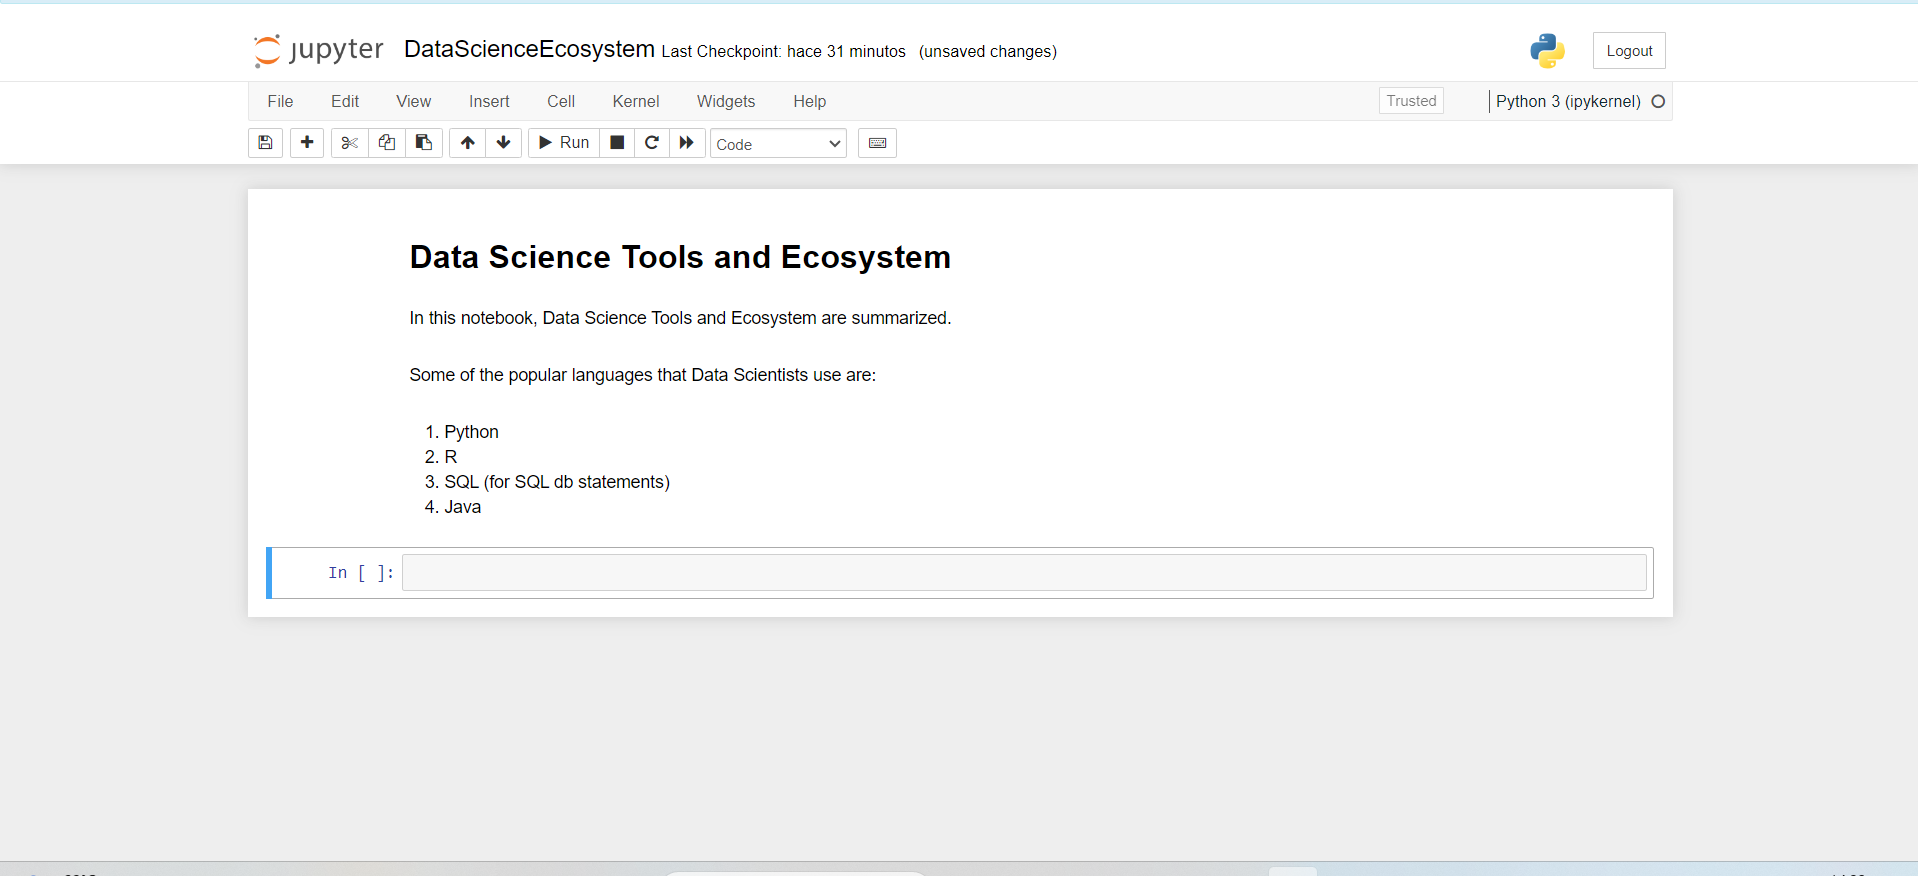 jupyter DataScienceEcosystem Last Checkpoint: hace 31 minutos (unsaved changes) Logout
File Edit View Insert Cell Kernel Widgets Help Trusted Python 3 (ipykernel)
Run Code
Data Science Tools and Ecosystem
In this notebook, Data Science Tools and Ecosystem are summarized.
Some of the popular languages that Data Scientists use are:
1. Python
2. R
3. SQL (for SQL db statements)
4. Java
In [ ]: